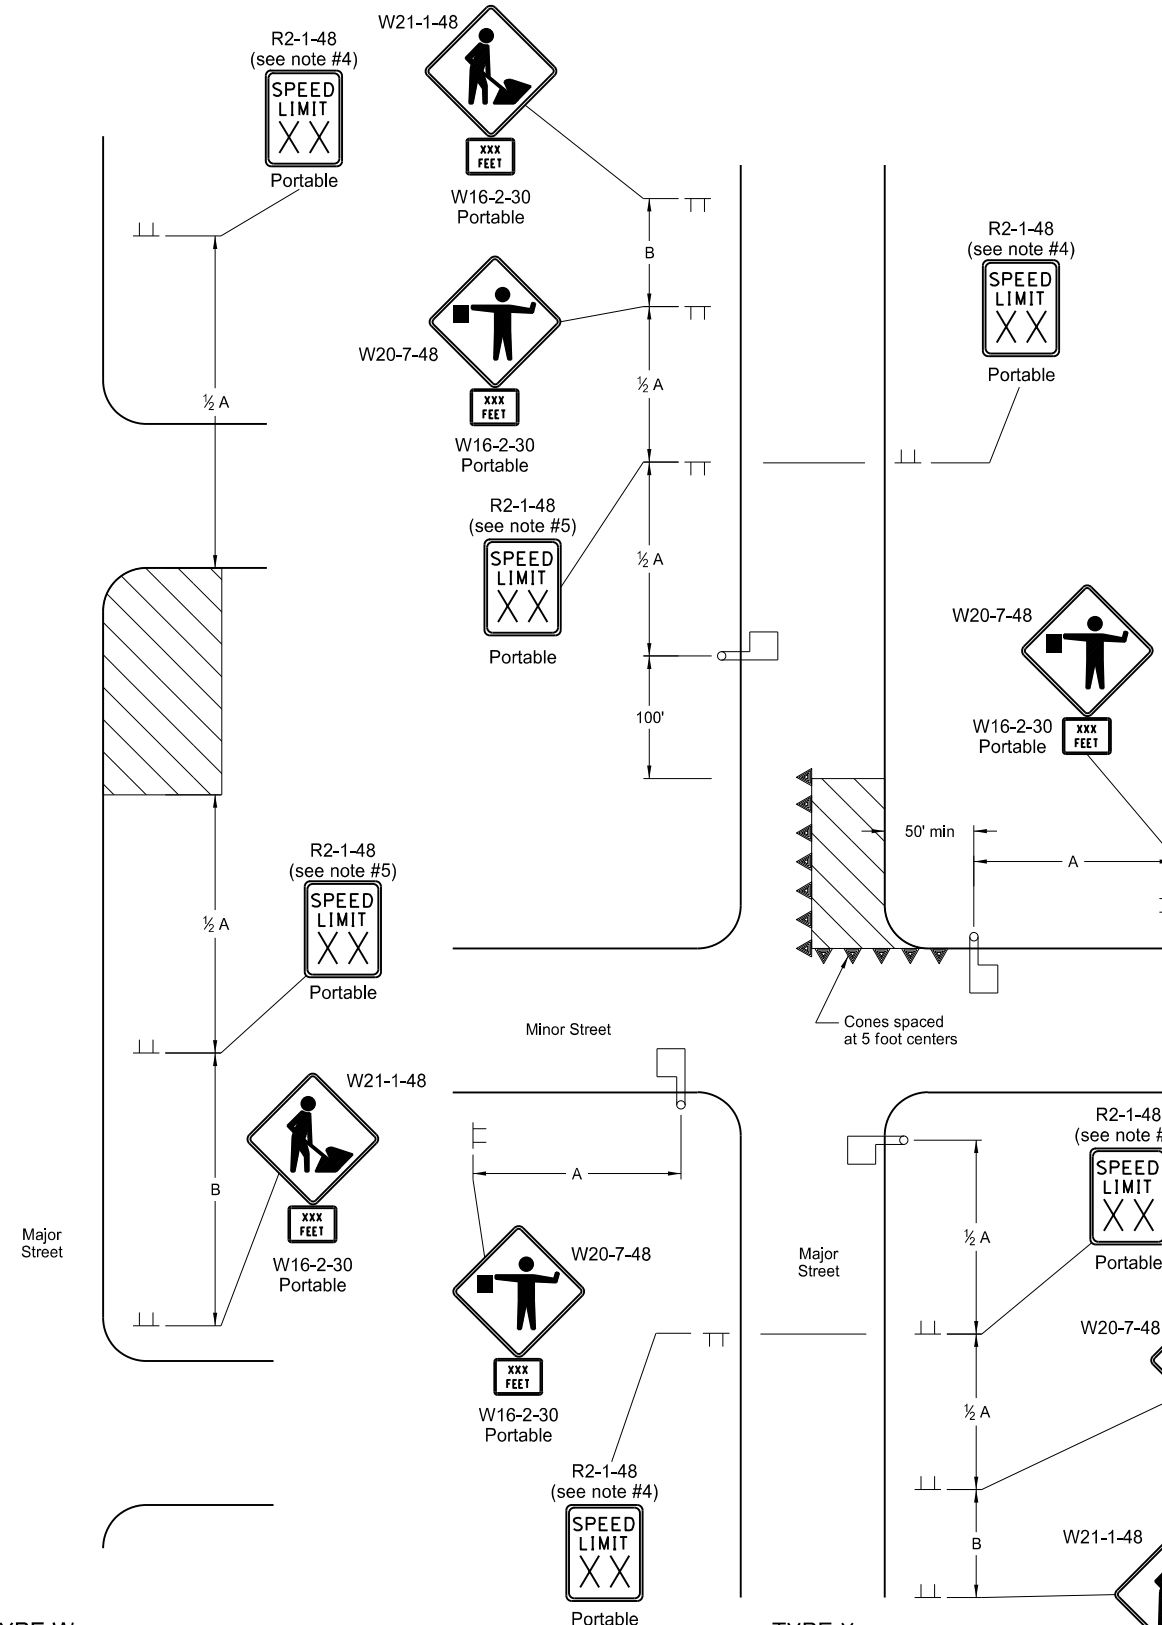 W21-1-48
R2-1-48
(see note #4)
SPEED
LIMIT
X X
Portable
XXX
FEET
W16-2-30
Portable
B
R2-1-48
(see note #4)
SPEED
LIMIT
X X
Portable
W20-7-48
XXX
FEET
W16-2-30
Portable
½ A
½ A
R2-1-48
(see note #5)
SPEED
LIMIT
X X
Portable
½ A
W20-7-48
W16-2-30
Portable
XXX
FEET
100'
50' min
A
R2-1-48
(see note #5)
SPEED
LIMIT
X X
Portable
½ A
Minor Street
Cones spaced
at 5 foot centers
W21-1-48
XXX
FEET
W16-2-30
Portable
B
Major
Street
A
W20-7-48
XXX
FEET
W16-2-30
Portable
Major
Street
R2-1-48
(see note #
SPEED
LIMIT
X X
Portable
½ A
W20-7-48
½ A
R2-1-48
(see note #4)
SPEED
LIMIT
X X
Portable
B
W21-1-48